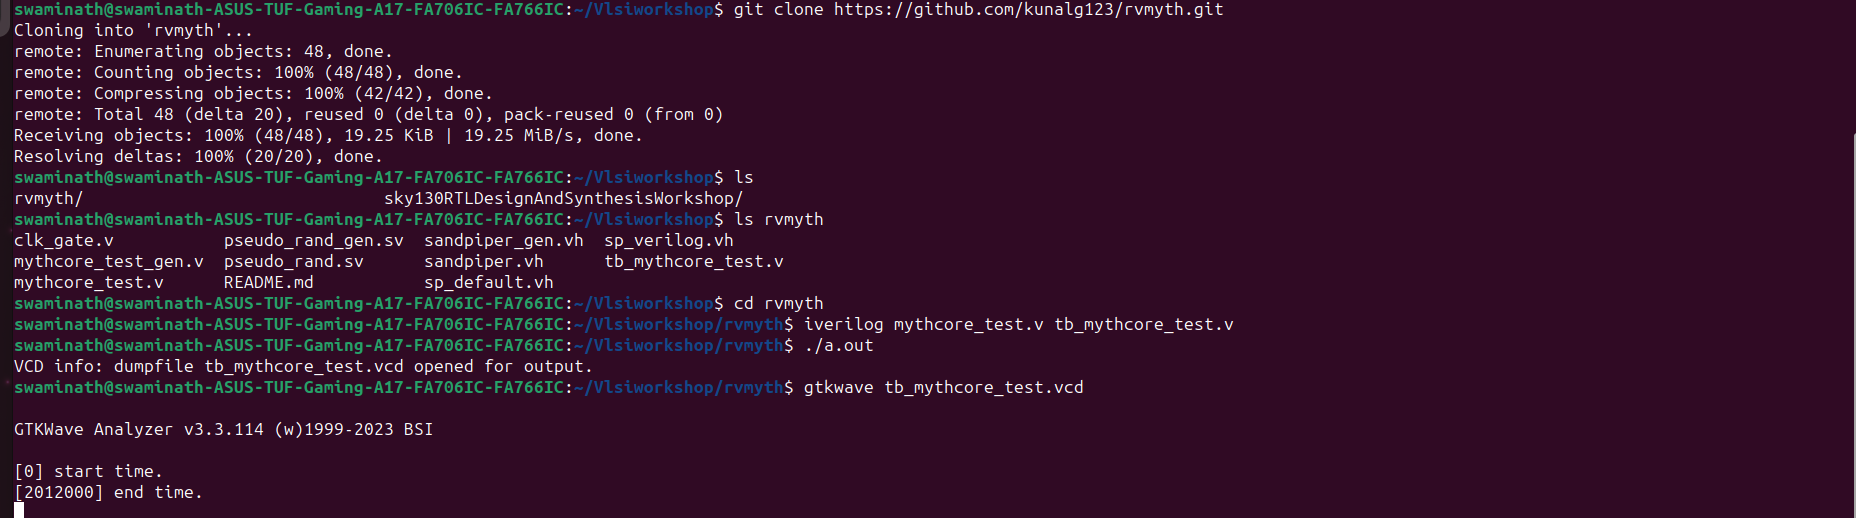 swaminath@swaminath-ASUS-TUF-Gaming-A17-FA706IC-FA766IC:~/Vlsiworkshop$ git clone https://github.com/kunalg123/rvmyth.git
Cloning into 'rvmyth'...
remote: Enumerating objects: 48, done.
remote: Counting objects: 100% (48/48), done.
remote: Compressing objects: 100% (42/42), done.
remote: Total 48 (delta 20), reused 0 (delta 0), pack-reused 0 (from 0)
Receiving objects: 100% (48/48), 19.25 KiB | 19.25 MiB/s, done.
Resolving deltas: 100% (20/20), done.
swaminath@swaminath-ASUS-TUF-Gaming-A17-FA706IC-FA766IC:~/Vlsiworkshop$ ls
rvmyth/                              sky130RTLDesignAndSynthesisWorkshop/
swaminath@swaminath-ASUS-TUF-Gaming-A17-FA706IC-FA766IC:~/Vlsiworkshop$ ls rvmyth
clk_gate.v           pseudo_rand_gen.sv  sandpiper_gen.vh  sp_verilog.vh
mythcore_test_gen.v  pseudo_rand.sv      sandpiper.vh      tb_mythcore_test.v
mythcore_test.v      README.md           sp_default.vh
swaminath@swaminath-ASUS-TUF-Gaming-A17-FA706IC-FA766IC:~/Vlsiworkshop$ cd rvmyth
swaminath@swaminath-ASUS-TUF-Gaming-A17-FA706IC-FA766IC:~/Vlsiworkshop/rvmyth$ iverilog mythcore_test.v tb_mythcore_test.v
swaminath@swaminath-ASUS-TUF-Gaming-A17-FA706IC-FA766IC:~/Vlsiworkshop/rvmyth$ ./a.out
VCD info: dumpfile tb_mythcore_test.vcd opened for output.
swaminath@swaminath-ASUS-TUF-Gaming-A17-FA706IC-FA766IC:~/Vlsiworkshop/rvmyth$ gtkwave tb_mythcore_test.vcd

GTKWave Analyzer v3.3.114 (w)1999-2023 BSI

[0] start time.
[2012000] end time.